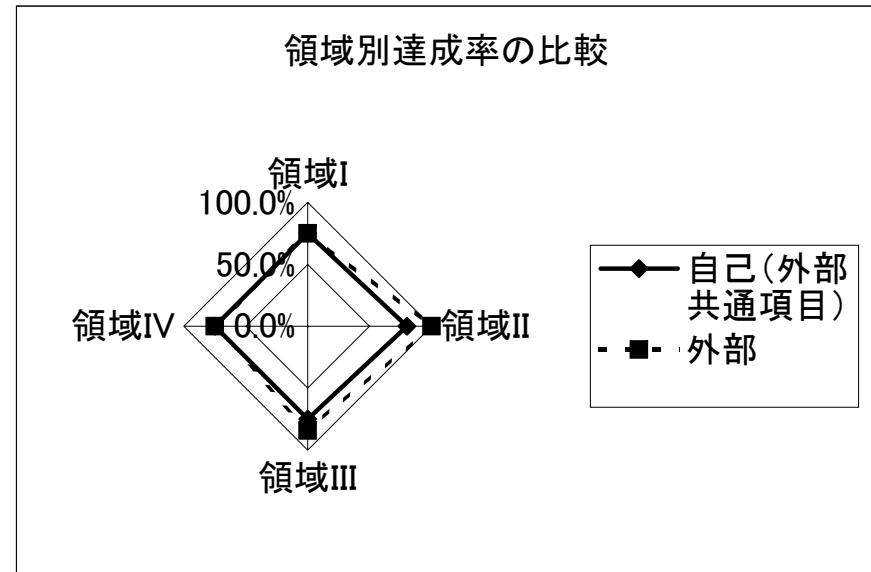 領域別達成率の比較
領域I
100.0%
50.0%
領域IV
0.0%
領域II
領域III
自己(外部
共通項目)
外部